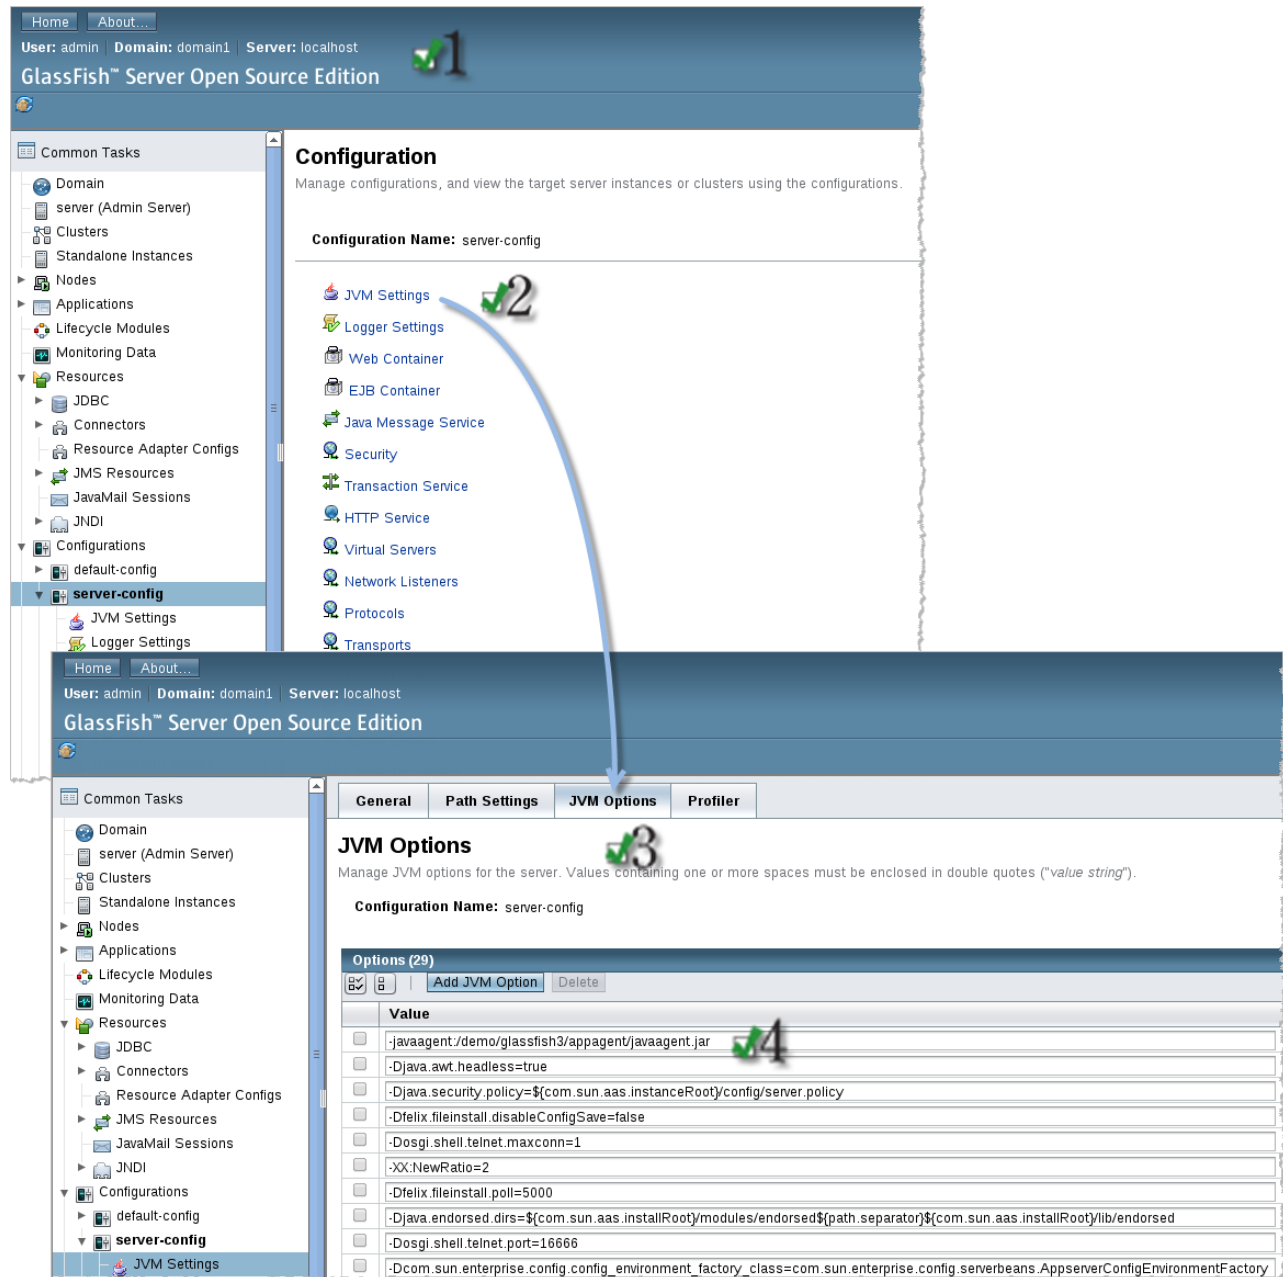 Home About...
User: admin Domain: domain1 Server: localhost
1
GlassFish™ Server Open Source Edition
Common Tasks
Domain
server (Admin Server)
Clusters
Standalone Instances
Nodes
Applications
Lifecycle Modules
Monitoring Data
Resources
JDBC
Connectors
Resource Adapter Configs
JMS Resources
JavaMail Sessions
JNDI
Configurations
default-config
server-config
JVM Settings
Logger Settings
Configuration
Manage configurations, and view the target server instances or clusters using the configurations.
Configuration Name: server-config
JVM Settings
2
Logger Settings
Web Container
EJB Container
Java Message Service
Security
Transaction Service
HTTP Service
Virtual Servers
Network Listeners
Protocols
Transports
Home About...
User: admin Domain: domain1 Server: localhost
GlassFish™ Server Open Source Edition
Common Tasks
Domain
server (Admin Server)
Clusters
Standalone Instances
Nodes
Applications
Lifecycle Modules
Monitoring Data
Resources
JDBC
Connectors
Resource Adapter Configs
JMS Resources
JavaMail Sessions
JNDI
Configurations
default-config
server-config
JVM Settings
General Path Settings JVM Options Profiler
3
JVM Options
Manage JVM options for the server. Values containing one or more spaces must be enclosed in double quotes ("value string").
Configuration Name: server-config
Options (29)
Add JVM Option Delete
Value
-javaagent:/demo/glassfish3/appagent/javaagent.jar
4
-Djava.awt.headless=true
-Djava.security.policy=${com.sun.aas.instanceRoot}/config/server.policy
-Dfelix.fileinstall.disableConfigSave=false
-Dosgi.shell.telnet.maxconn=1
-XX:NewRatio=2
-Dfelix.fileinstall.poll=5000
-Djava.endorsed.dirs=${com.sun.aas.installRoot}/modules/endorsed${path.separator}${com.sun.aas.installRoot}/lib/endorsed
-Dosgi.shell.telnet.port=16666
-Dcom.sun.enterprise.config.config_environment_factory_class=com.sun.enterprise.config.serverbeans.AppserverConfigEnvironmentFactory